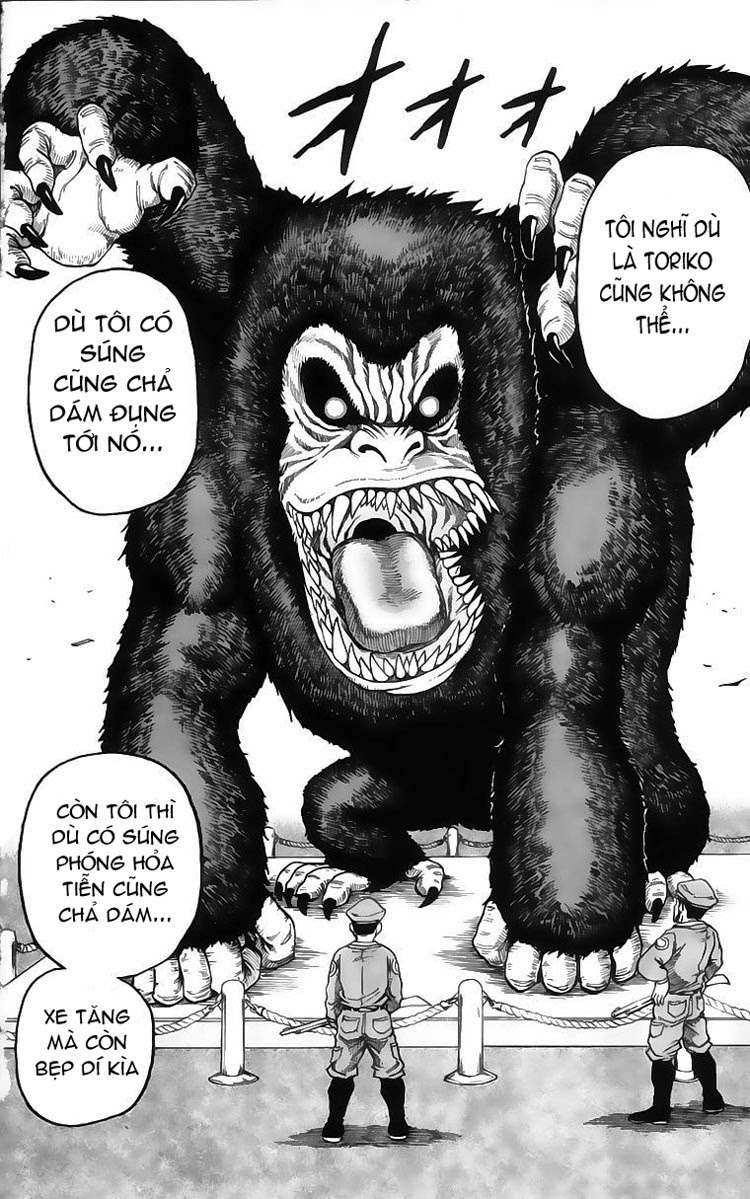 オオオ
TÔI NGHĨ DÙ
LÀ TORIKO
CŨNG KHÔNG
THỂ...
DÙ TÔI CÓ
SÚNG
CŨNG CHẢ
DÁM ĐỤNG
TỚI NÓ...
CÒN TÔI THÌ
DÙ CÓ SÚNG
PHÓNG HỎA
TIỄN CŨNG
CHẢ DÁM...
XE TĂNG
MÀ CÒN
BẸP DÍ KÌA